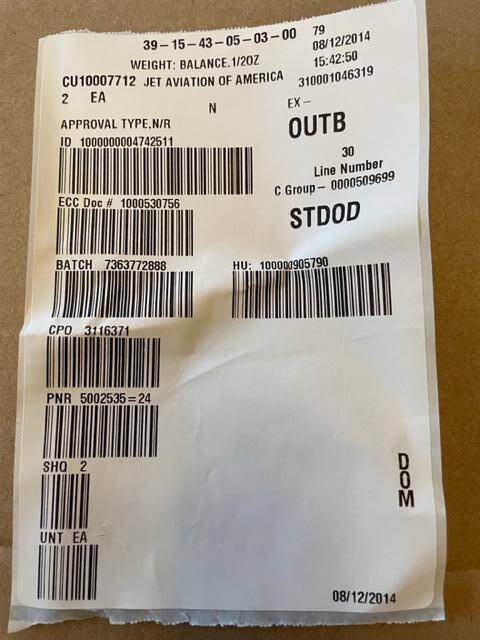 39-15-43-05-03-00 79
WEIGHT: BALANCE.1/2OZ 08/12/2014
15:42:50
CU10007712 JET AVIATION OF AMERICA 310001046319
2 EA N EX-
APPROVAL TYPE,N/R OUTB
ID 1000000004742511
30
Line Number
C Group- 0000509699
ECC Doc # 1000530756
STDOD
BATCH 7363772888 HU: 100000905790
CPO 3116371
PNR 5002535=24
SHQ 2
DOM
UNT EA
08/12/2014